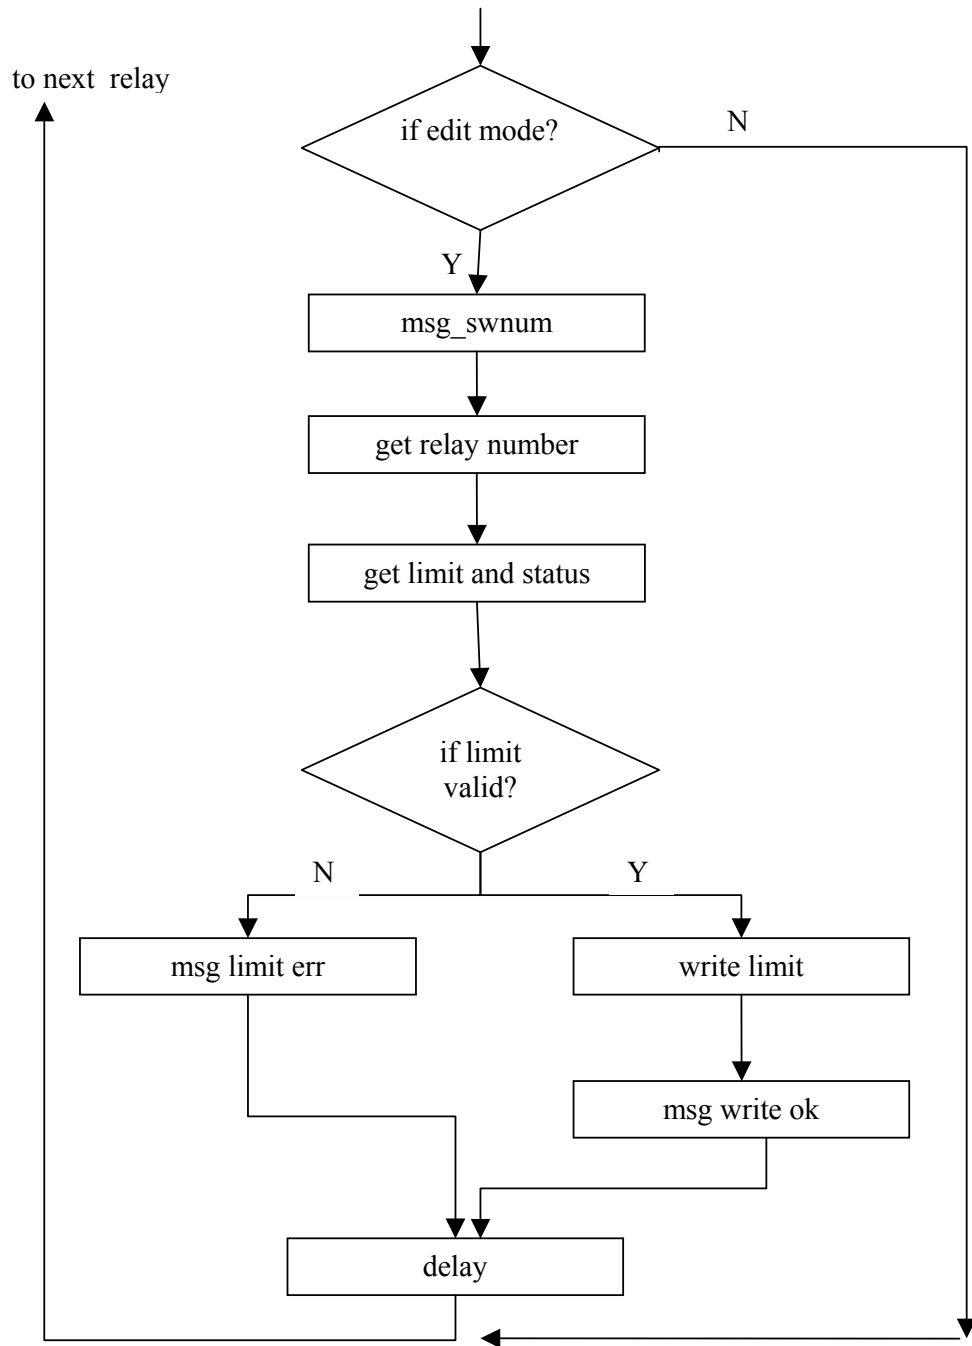 to next relay
if edit mode?
N
Y
msg_swnum
get relay number
get limit and status
if limit
valid?
N
Y
msg limit err
write limit
msg write ok
delay